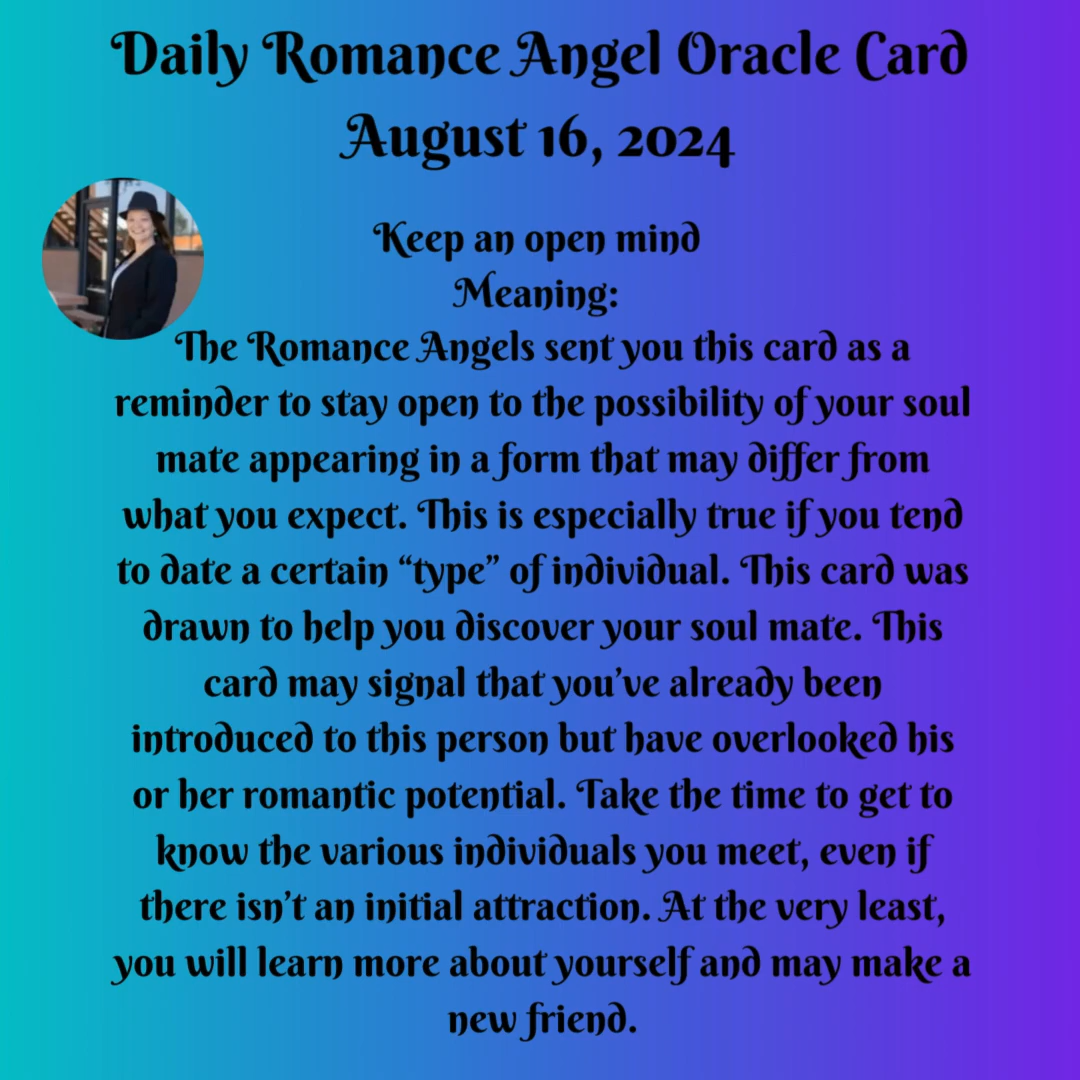 Daily Romance Angel Oracle Card
August 16, 2024
Keep an open mind
Meaning:
The Romance Angels sent you this card as a
reminder to stay open to the possibility of your soul
mate appearing in a form that may differ from
what you expect. This is especially true if you tend
to date a certain “type” of individual. This card was
drawn to help you discover your soul mate. This
card may signal that you’ve already been
introduced to this person but have overlooked his
or her romantic potential. Take the time to get to
know the various individuals you meet, even if
there isn’t an initial attraction. At the very least,
you will learn more about yourself and may make a
new friend.